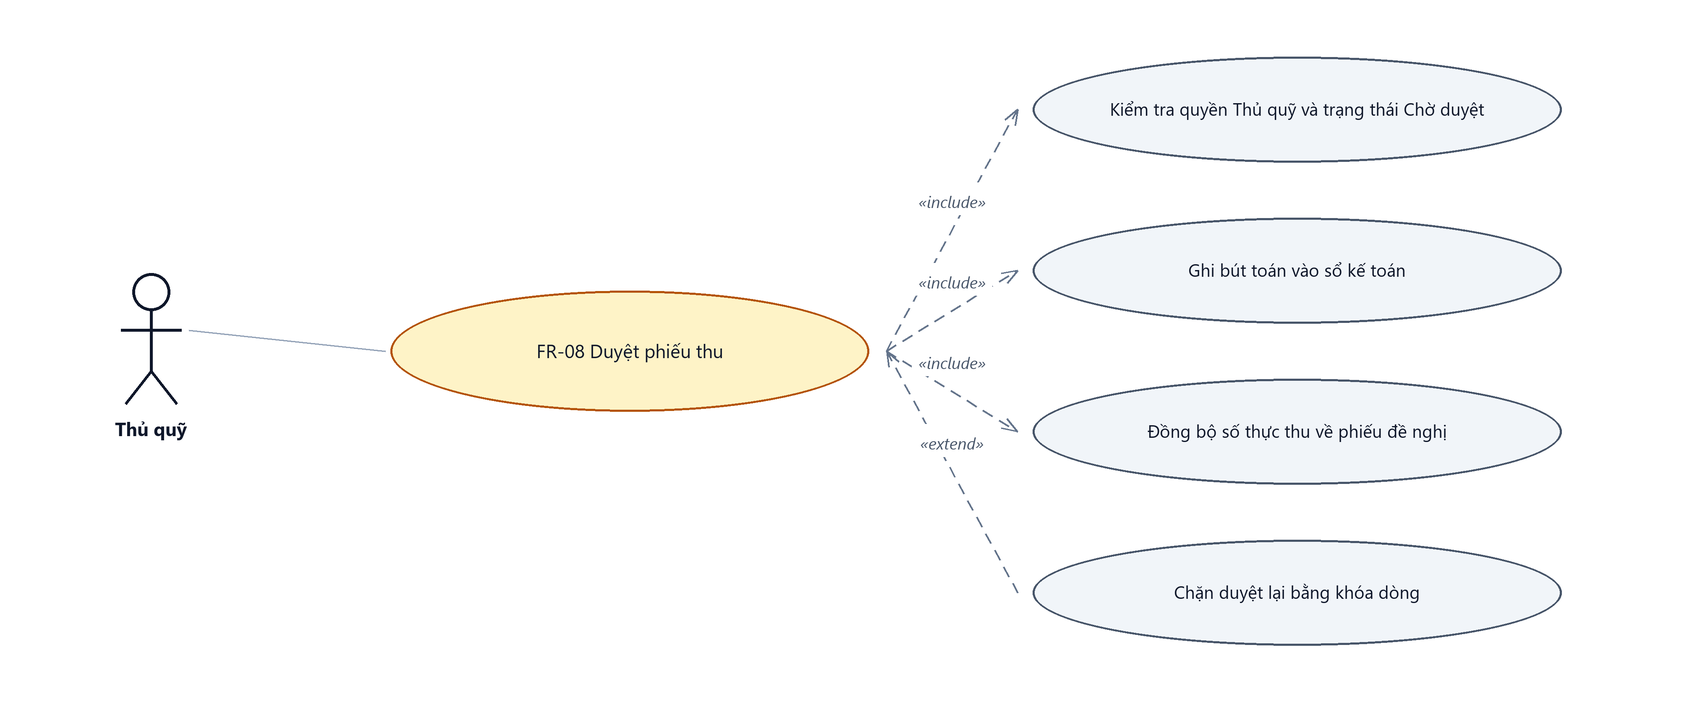 Kiểm tra quyền Thủ quỹ và trạng thái Chờ duyệt
«include»
Ghi bút toán vào sổ kế toán
«include»
FR-08 Duyệt phiếu thu
«include»
Thủ quỹ
Đồng bộ số thực thu về phiếu đề nghị
«extend»
Chặn duyệt lại bằng khóa dòng